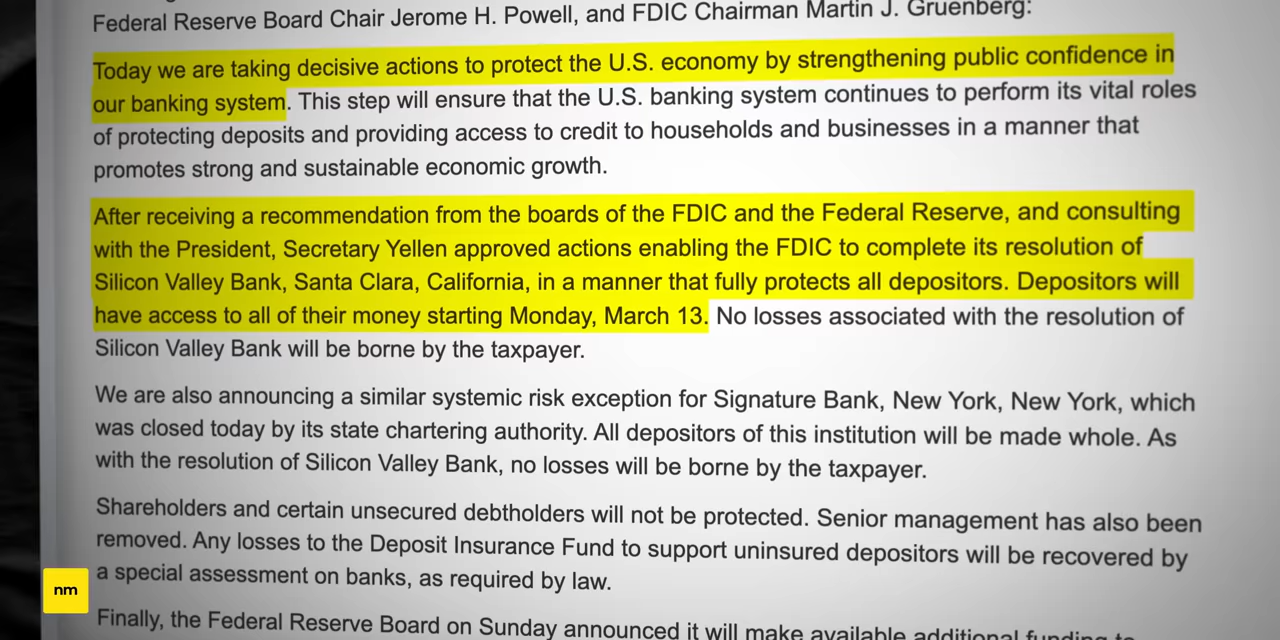 Federal Reserve Board Chair Jerome H. Powell, and FDIC Chairman Martin J. Gruenberg:
Today we are taking decisive actions to protect the U.S. economy by strengthening public confidence in
our banking system. This step will ensure that the U.S. banking system continues to perform its vital roles
of protecting deposits and providing access to credit to households and businesses in a manner that
promotes strong and sustainable economic growth.
After receiving a recommendation from the boards of the FDIC and the Federal Reserve, and consulting
with the President, Secretary Yellen approved actions enabling the FDIC to complete its resolution of
Silicon Valley Bank, Santa Clara, California, in a manner that fully protects all depositors. Depositors will
have access to all of their money starting Monday, March 13. No losses associated with the resolution of
Silicon Valley Bank will be borne by the taxpayer.
We are also announcing a similar systemic risk exception for Signature Bank, New York, New York, which
was closed today by its state chartering authority. All depositors of this institution will be made whole. As
with the resolution of Silicon Valley Bank, no losses will be borne by the taxpayer.
Shareholders and certain unsecured debtholders will not be protected. Senior management has also been
removed. Any losses to the Deposit Insurance Fund to support uninsured depositors will be recovered by
a special assessment on banks, as required by law.
nm
Finally, the Federal Reserve Board on Sunday announced it will make available additional funding to